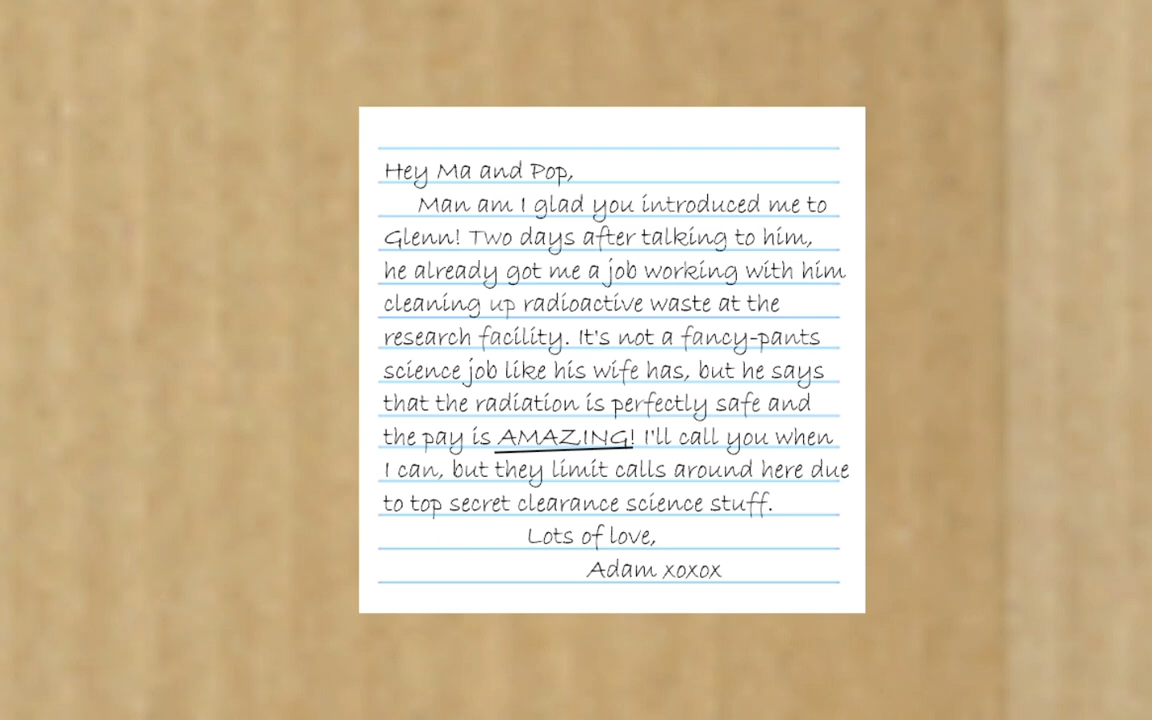 Hey Ma and Pop,
Man am I glad you introduced me to
Glenn! Two days after talking to him,
he already got me a job working with him
cleaning up radioactive waste at the
research facility. It's not a fancy-pants
science job like his wife has, but he says
that the radiation is perfectly safe and
the pay is AMAZING! I'll call you when
I can, but they limit calls around here due
to top secret clearance science stuff.
Lots of love,
Adam xoxox